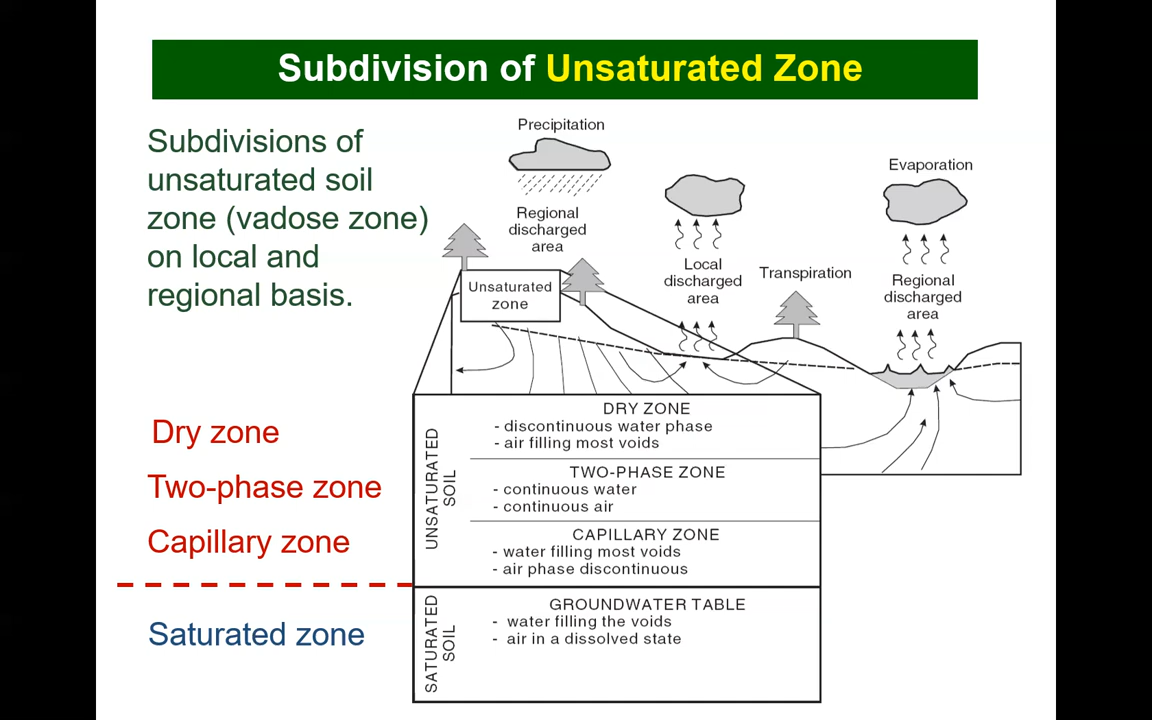 Subdivision of Unsaturated Zone
Subdivisions of
unsaturated soil
zone (vadose zone)
on local and
regional basis.
Dry zone
Two-phase zone
Capillary zone
Saturated zone
Precipitation
Regional
discharged
area
Unsaturated
zone
Local
discharged
area
Transpiration
Evaporation
Regional
discharged
area
UNSATURATED
SOIL
DRY ZONE
- discontinuous water phase
- air filling most voids
TWO-PHASE ZONE
- continuous water
- continuous air
CAPILLARY ZONE
- water filling most voids
- air phase discontinuous
SATURATED
SOIL
GROUNDWATER TABLE
- water filling the voids
- air in a dissolved state